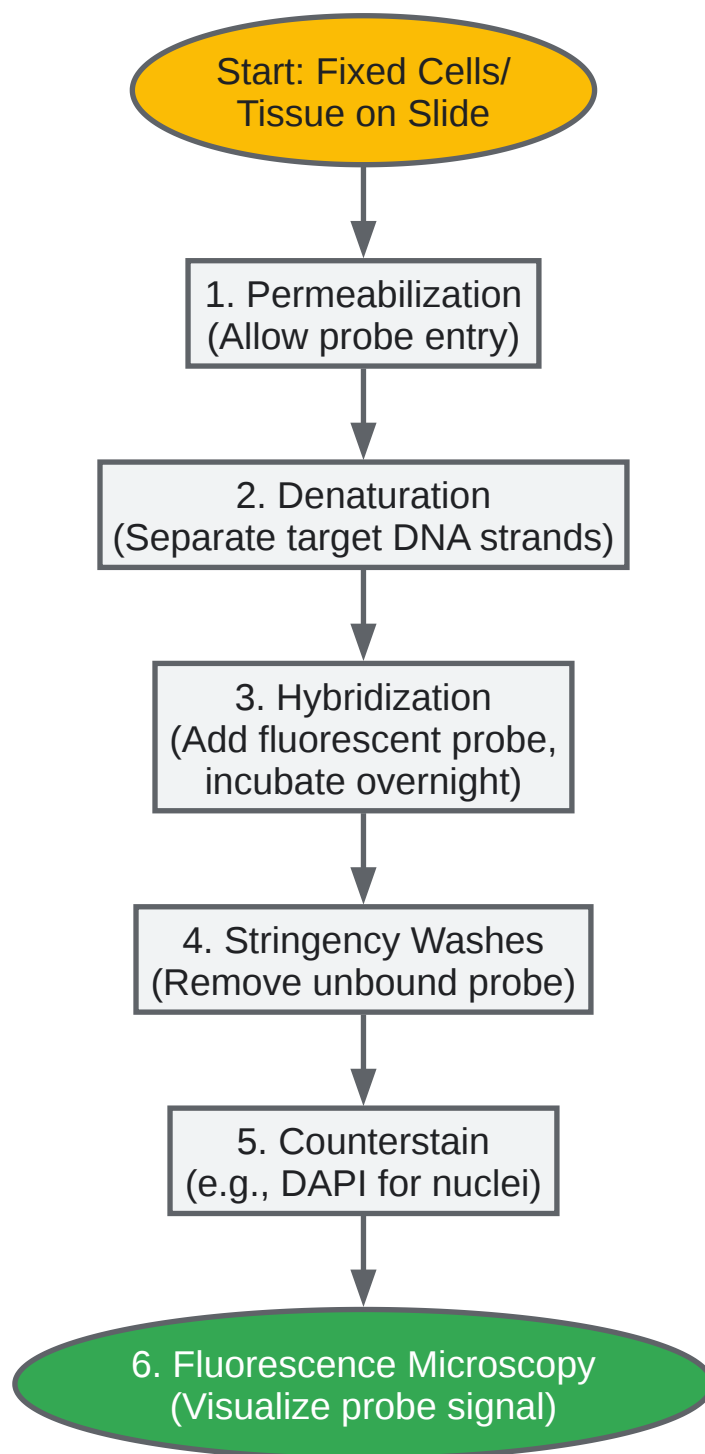 Start: Fixed Cells/
Tissue on Slide
1. Permeabilization
(Allow probe entry)
2. Denaturation
(Separate target DNA strands)
3. Hybridization
(Add fluorescent probe,
incubate overnight)
4. Stringency Washes
(Remove unbound probe)
5. Counterstain
(e.g., DAPI for nuclei)
6. Fluorescence Microscopy
(Visualize probe signal)